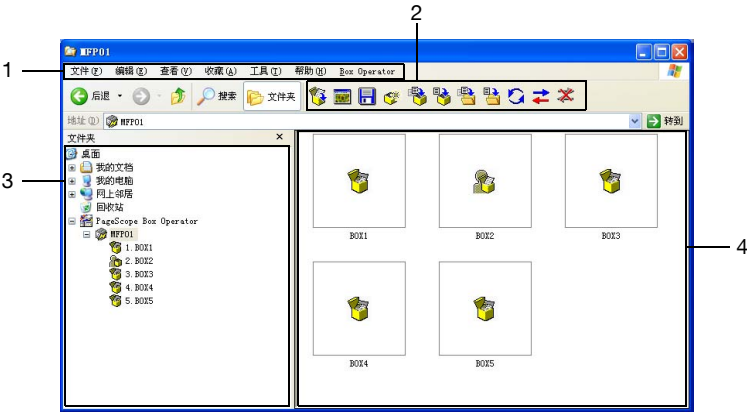 2
MFP01
1
文件(F) 编辑(E) 查看(V) 收藏(A) 工具(T) 帮助(H) Box Operator
后退 搜索 文件夹
地址(D) MFP01 转到
文件夹 ×
桌面
我的文档
3
我的电脑
网上邻居
回收站
PageScope Box Operator
MFP01
1. BOX1
2. BOX2
3. BOX3
4. BOX4
5. BOX5
BOX1 BOX2 BOX3
4
BOX4 BOX5